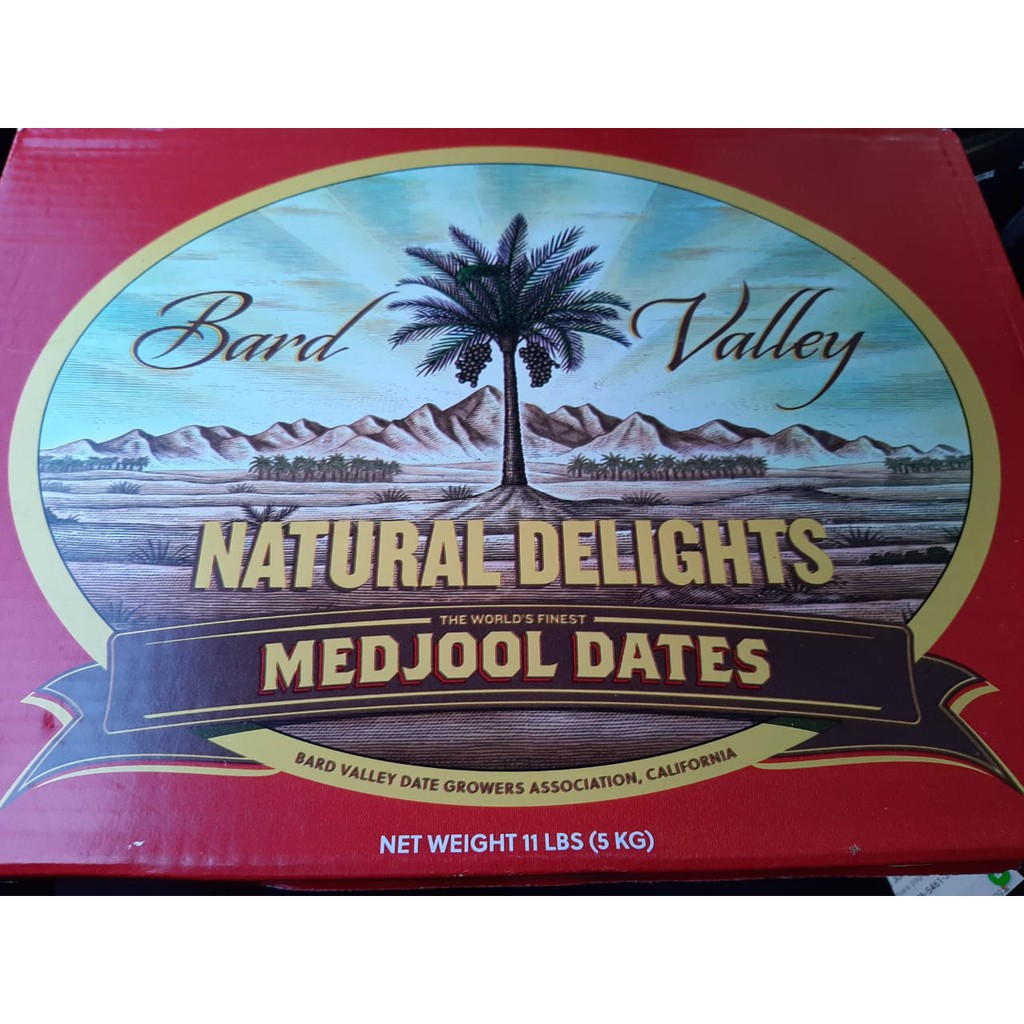 Bard Valley
NATURAL DELIGHTS
THE WORLD'S FINEST
MEDJOOL DATES
BARD VALLEY DATE GROWERS ASSOCIATION, CALIFORNIA
NET WEIGHT 11 LBS (5 KG)